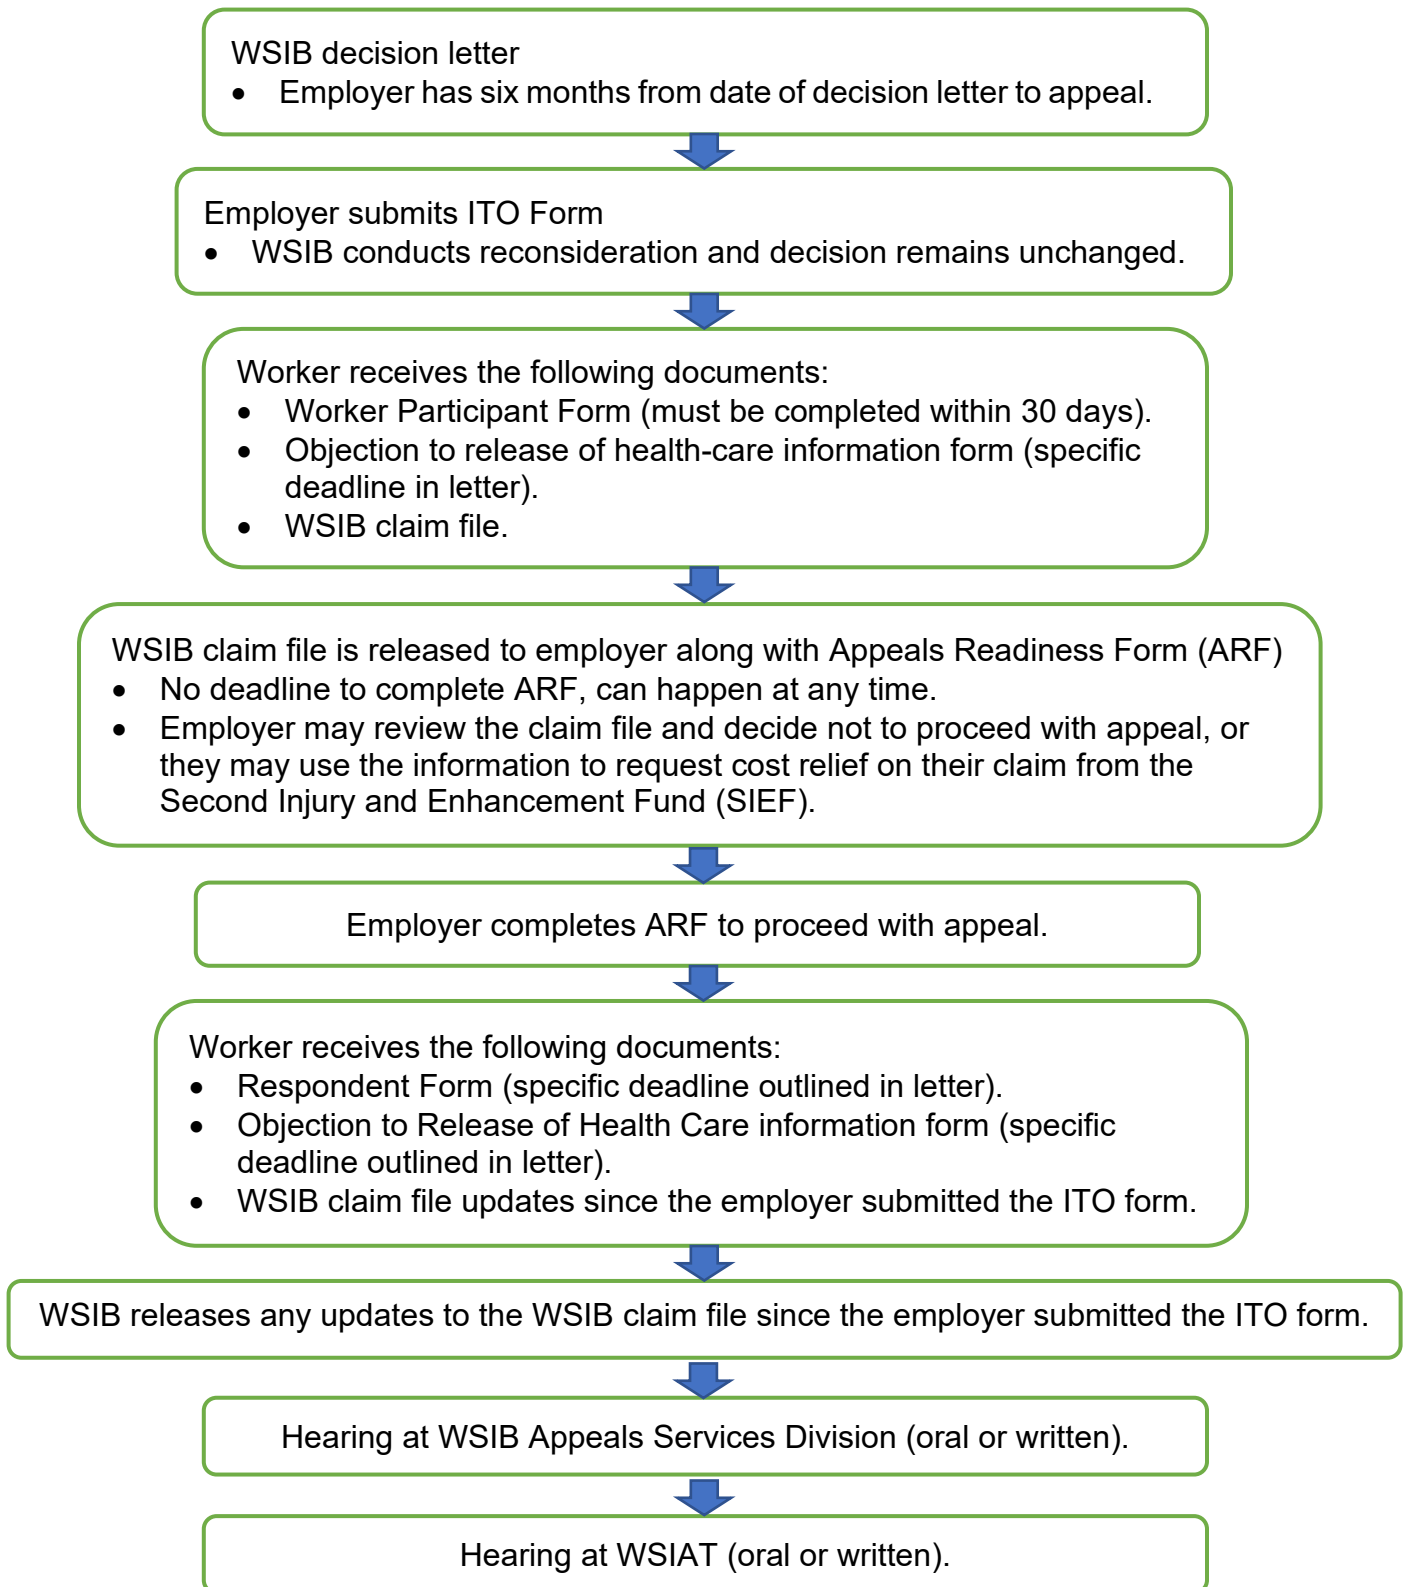 WSIB decision letter
• Employer has six months from date of decision letter to appeal.
Employer submits ITO Form
• WSIB conducts reconsideration and decision remains unchanged.
Worker receives the following documents:
• Worker Participant Form (must be completed within 30 days).
• Objection to release of health-care information form (specific
deadline in letter).
• WSIB claim file.
WSIB claim file is released to employer along with Appeals Readiness Form (ARF)
• No deadline to complete ARF, can happen at any time.
• Employer may review the claim file and decide not to proceed with appeal, or
they may use the information to request cost relief on their claim from the
Second Injury and Enhancement Fund (SIEF).
Employer completes ARF to proceed with appeal.
Worker receives the following documents:
• Respondent Form (specific deadline outlined in letter).
• Objection to Release of Health Care information form (specific
deadline outlined in letter).
• WSIB claim file updates since the employer submitted the ITO form.
WSIB releases any updates to the WSIB claim file since the employer submitted the ITO form.
Hearing at WSIB Appeals Services Division (oral or written).
Hearing at WSIAT (oral or written).